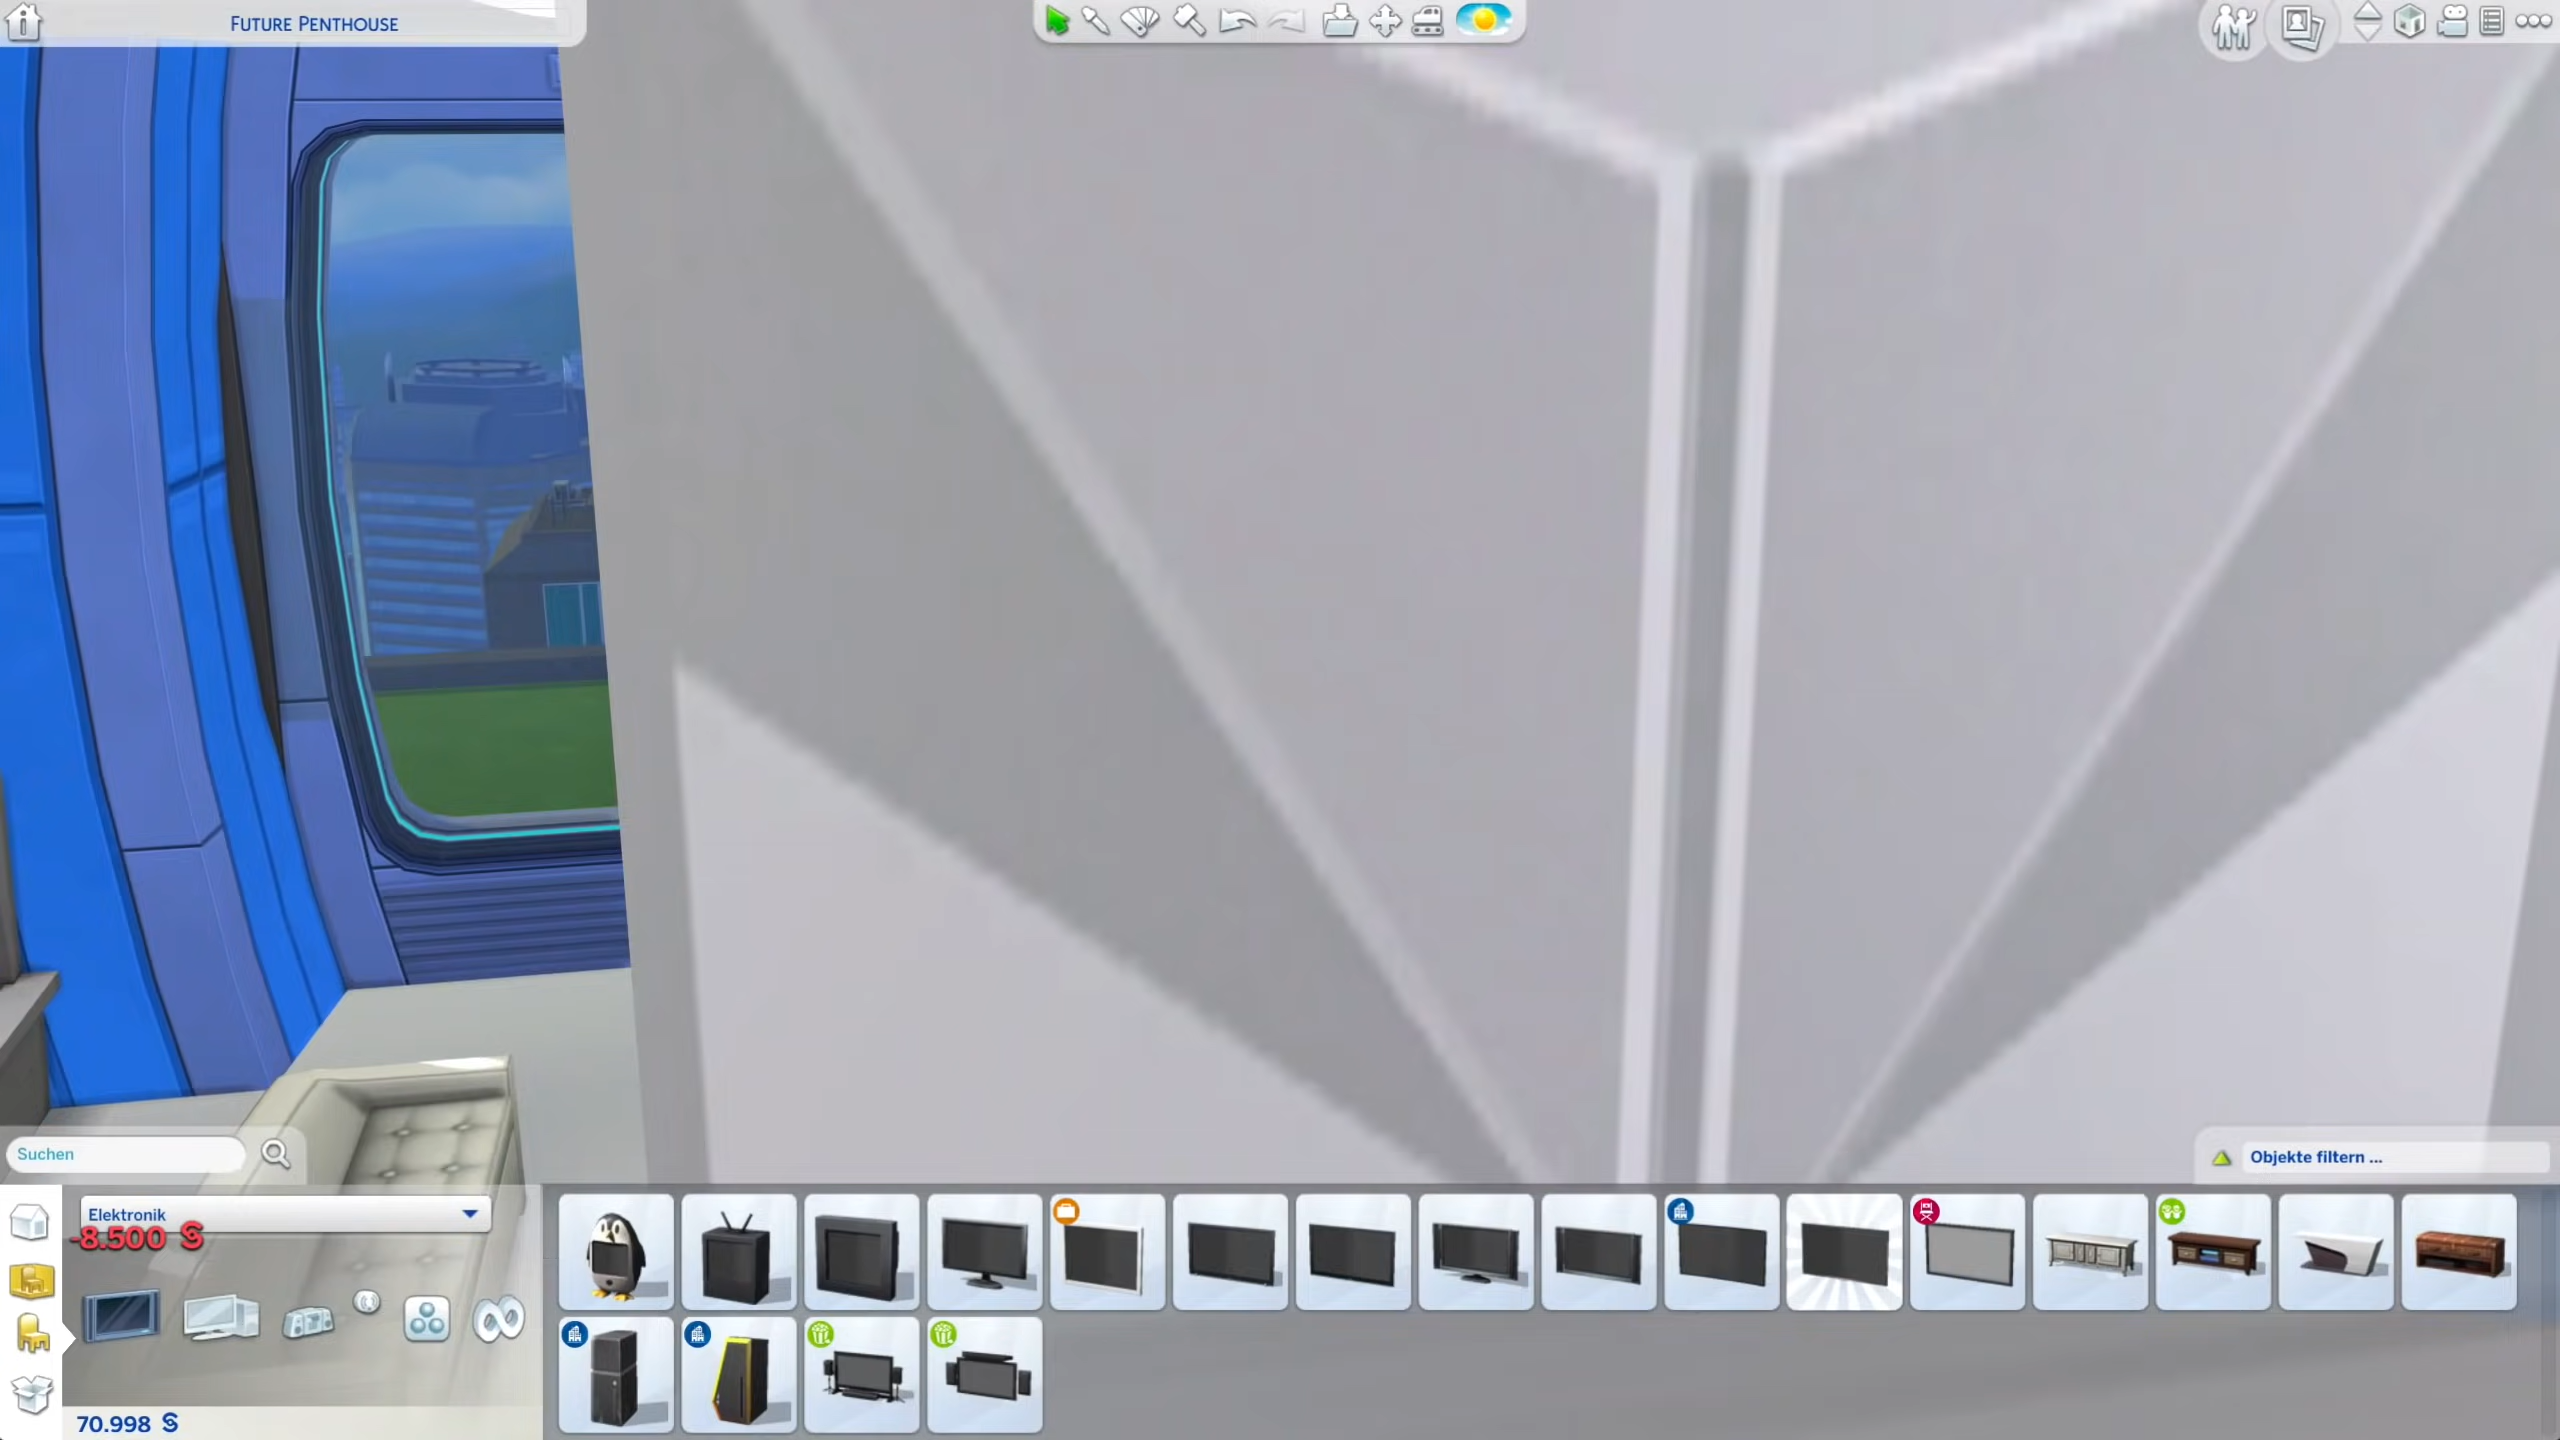 FUTURE PENTHOUSE
Suchen
Objekte filtern ...
Elektronik
-8.500 §
70.998 §